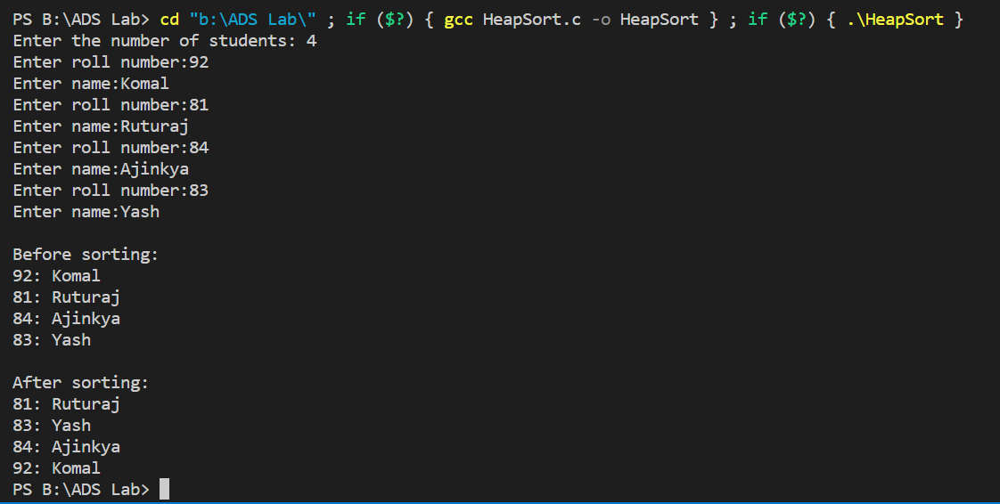 PS B:\ADS Lab> cd "b:\ADS Lab\" ; if ($?) { gcc HeapSort.c -o HeapSort } ; if ($?) { .\HeapSort }
Enter the number of students: 4
Enter roll number:92
Enter name:Komal
Enter roll number:81
Enter name:Ruturaj
Enter roll number:84
Enter name:Ajinkya
Enter roll number:83
Enter name:Yash
Before sorting:
92: Komal
81: Ruturaj
84: Ajinkya
83: Yash
After sorting:
81: Ruturaj
83: Yash
84: Ajinkya
92: Komal
PS B:\ADS Lab>